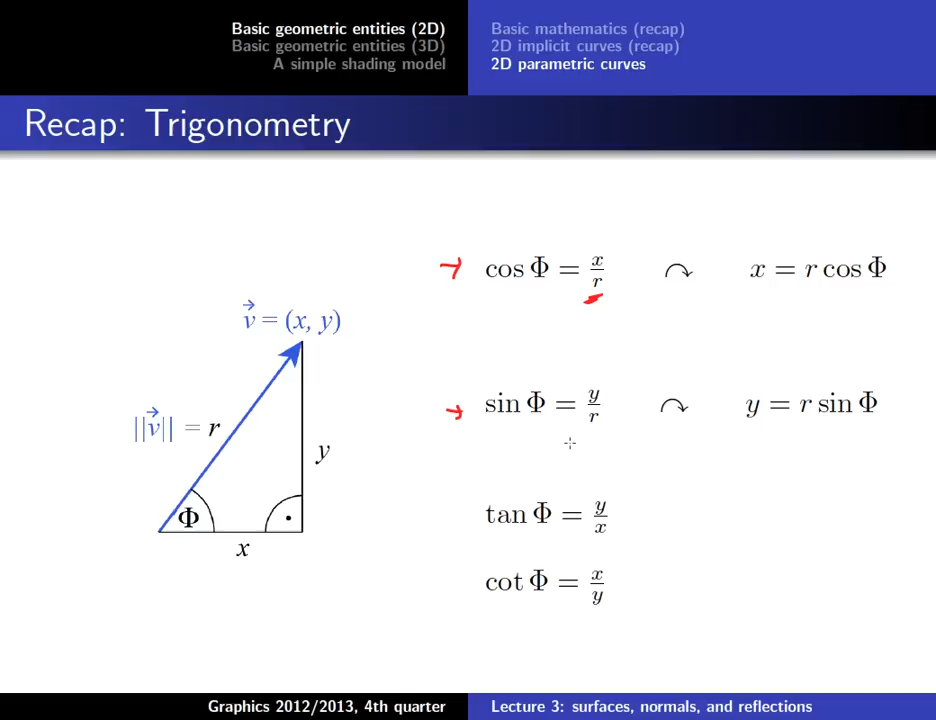 Basic geometric entities (2D)
Basic geometric entities (3D)
A simple shading model
Basic mathematics (recap)
2D implicit curves (recap)
2D parametric curves
Recap: Trigonometry
cos Φ = x/r ↷ x = r cos Φ
v⃗ = (x, y)
||v⃗|| = r
y
Φ
x
sin Φ = y/r ↷ y = r sin Φ
tan Φ = y/x
cot Φ = x/y
Graphics 2012/2013, 4th quarter
Lecture 3: surfaces, normals, and reflections